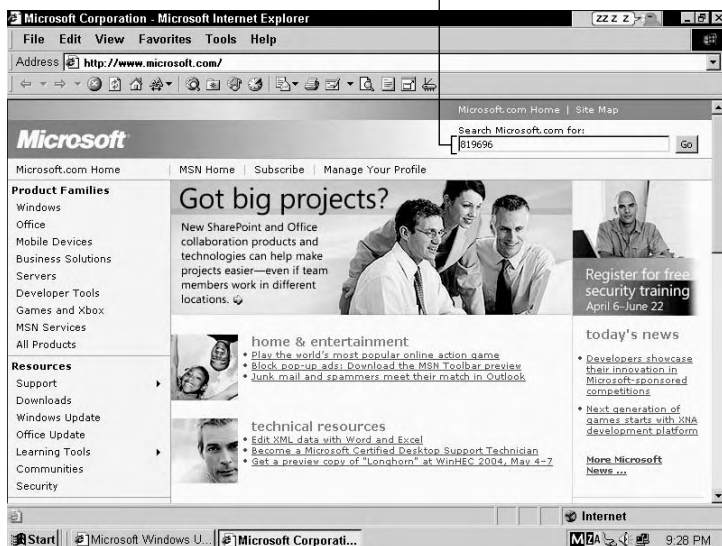 Microsoft Corporation - Microsoft Internet Explorer
zz z z
File Edit View Favorites Tools Help
Address http://www.microsoft.com/
Microsoft.com Home | Site Map
Microsoft
Search Microsoft.com for:
819696
Go
Microsoft.com Home | MSN Home | Subscribe | Manage Your Profile
Product Families
Windows
Office
Mobile Devices
Business Solutions
Servers
Developer Tools
Games and Xbox
MSN Services
All Products
Resources
Support
Downloads
Windows Update
Office Update
Learning Tools
Communities
Security
Got big projects?
New SharePoint and Office
collaboration products and
technologies can help make
projects easier—even if team
members work in different
locations.
Register for free
security training
April 6-June 22
home & entertainment
• Play the world's most popular online action game
• Block pop-up ads: Download the MSN Toolbar preview
• Junk mail and spammers meet their match in Outlook
technical resources
• Edit XML data with Word and Excel
• Become a Microsoft Certified Desktop Support Technician
• Get a preview copy of "Longhorn" at WinHEC 2004, May 4-7
today's news
• Developers showcase
their innovation in
Microsoft-sponsored
competitions
• Next generation of
games starts with XNA
development platform
More Microsoft
News ...
Internet
Start
Microsoft Windows U...
Microsoft Corporati...
9:28 PM